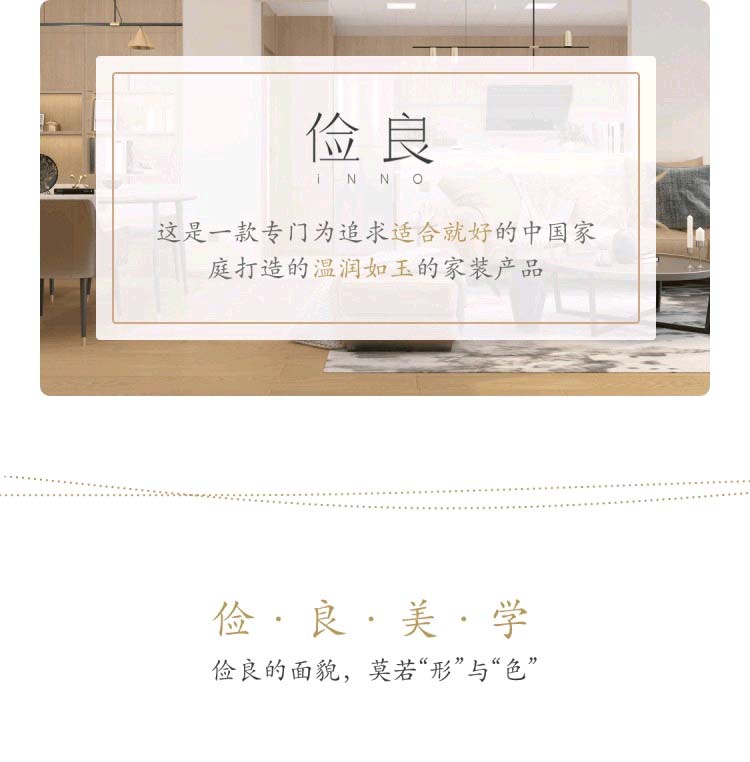 俭良
iNNO
这是一款专门为追求适合就好的中国家
庭打造的温润如玉的家装产品
俭·良·美·学
俭良的面貌，莫若“形”与“色”